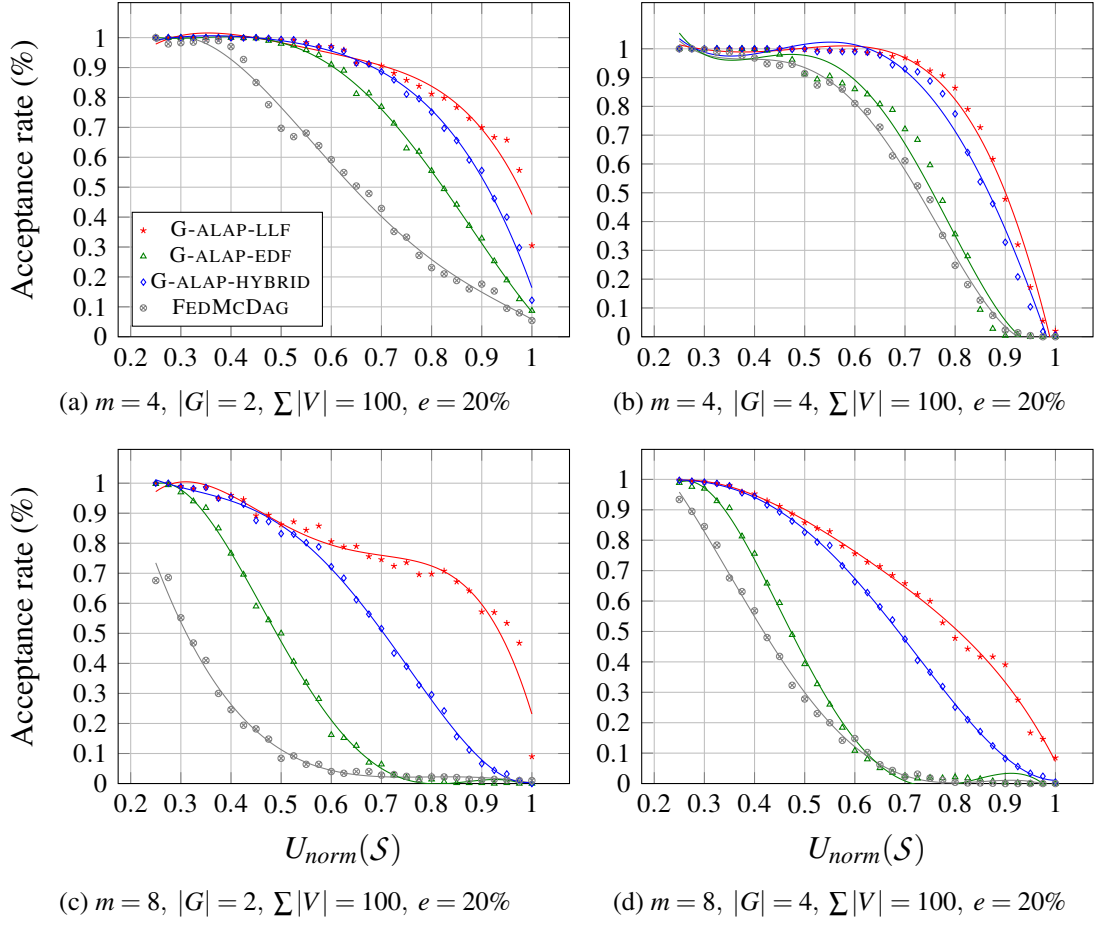 Acceptance rate (%)
1
0.9
0.8
0.7
0.6
0.5
0.4
0.3
0.2
0.1
0
G-ALAP-LLF
G-ALAP-EDF
G-ALAP-HYBRID
FEDMCDAG
0.2 0.3 0.4 0.5 0.6 0.7 0.8 0.9 1
(a) m = 4, |G| = 2, ∑|V| = 100, e = 20%
1
0.9
0.8
0.7
0.6
0.5
0.4
0.3
0.2
0.1
0
0.2 0.3 0.4 0.5 0.6 0.7 0.8 0.9 1
(b) m = 4, |G| = 4, ∑|V| = 100, e = 20%
Acceptance rate (%)
1
0.9
0.8
0.7
0.6
0.5
0.4
0.3
0.2
0.1
0
0.2 0.3 0.4 0.5 0.6 0.7 0.8 0.9 1
U_norm(𝒮)
(c) m = 8, |G| = 2, ∑|V| = 100, e = 20%
1
0.9
0.8
0.7
0.6
0.5
0.4
0.3
0.2
0.1
0
0.2 0.3 0.4 0.5 0.6 0.7 0.8 0.9 1
U_norm(𝒮)
(d) m = 8, |G| = 4, ∑|V| = 100, e = 20%